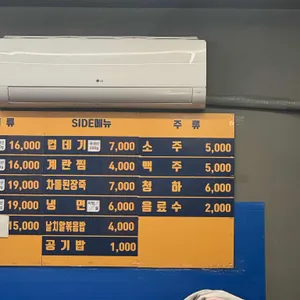 LG
류 SIDE메뉴 주 류
16,000 껍데기 7,000 소 주 5,000
16,000 계란찜 4,000 맥 주 5,000
19,000 차돌된장죽 7,000 청 하 6,000
19,000 냉 면 6,000 음료수 2,000
15,000 날치알볶음밥 4,000
공기밥 1,000